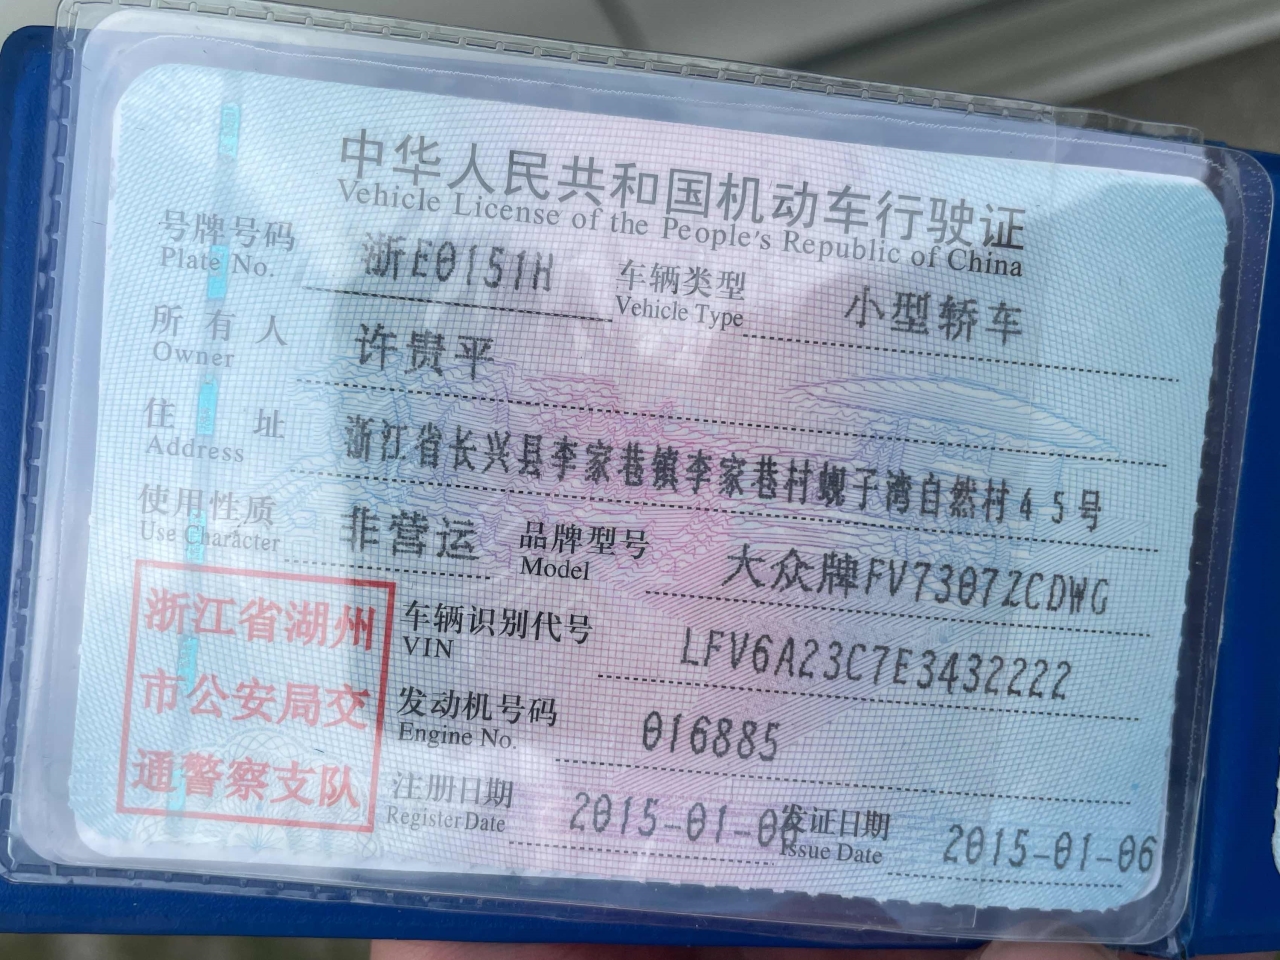 中华人民共和国机动车行驶证
Vehicle License of the People's Republic of China
号牌号码 浙E0151H 车辆类型 小型轿车
Plate No. Vehicle Type
所有人 许贵平
Owner
住址 浙江省长兴县李家巷镇李家巷村蜆子湾自然村45号
Address
使用性质 非营运 品牌型号 大众牌FV7307ZCDWG
Use Character Model
浙江省湖州
市公安局交
通警察支队
车辆识别代号 LFV6A23C7E3432222
VIN
发动机号码 016885
Engine No.
注册日期 2015-01-06 发证日期 2015-01-06
Register Date Issue Date